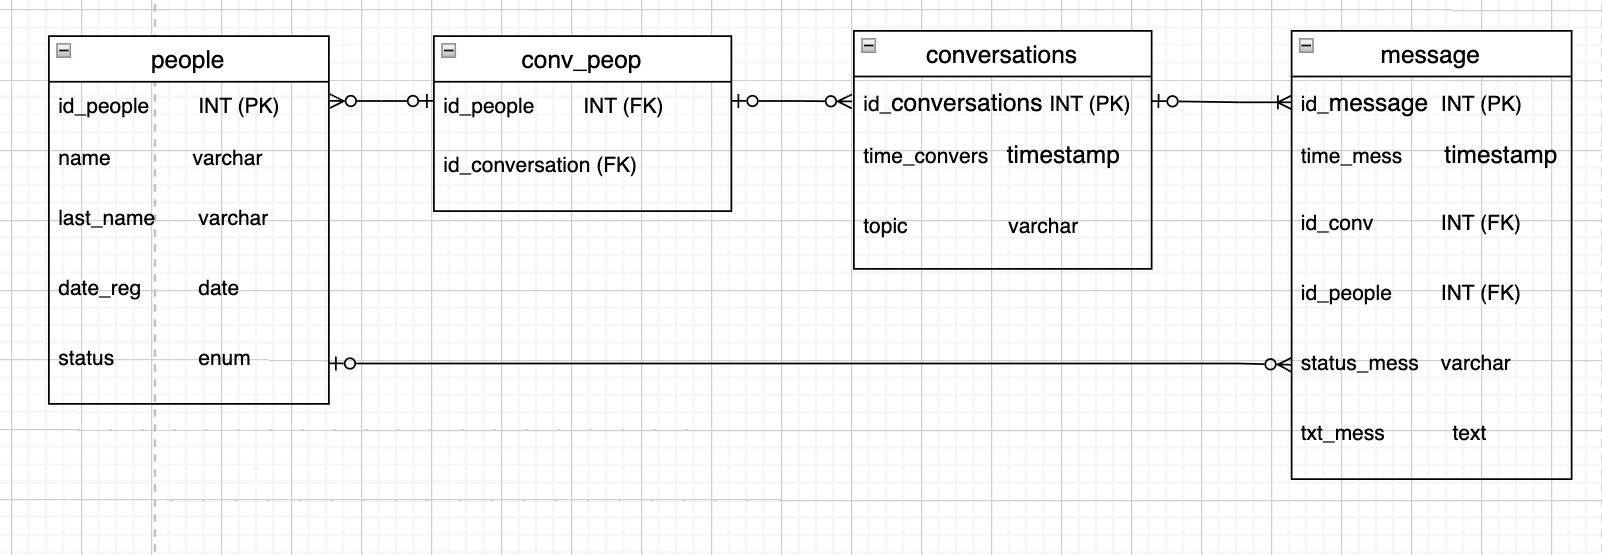 people
id_people INT (PK)
name varchar
last_name varchar
date_reg date
status enum
conv_peop
id_people INT (FK)
id_conversation (FK)
conversations
id_conversations INT (PK)
time_convers timestamp
topic varchar
message
id_message INT (PK)
time_mess timestamp
id_conv INT (FK)
id_people INT (FK)
status_mess varchar
txt_mess text